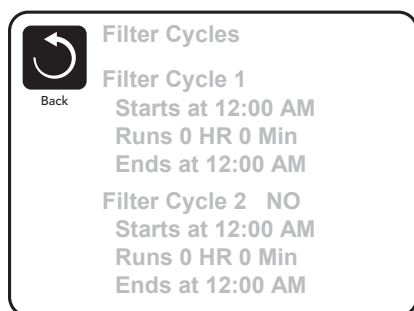 Filter Cycles
Back
Filter Cycle 1
Starts at 12:00 AM
Runs 0 HR 0 Min
Ends at 12:00 AM
Filter Cycle 2 NO
Starts at 12:00 AM
Runs 0 HR 0 Min
Ends at 12:00 AM